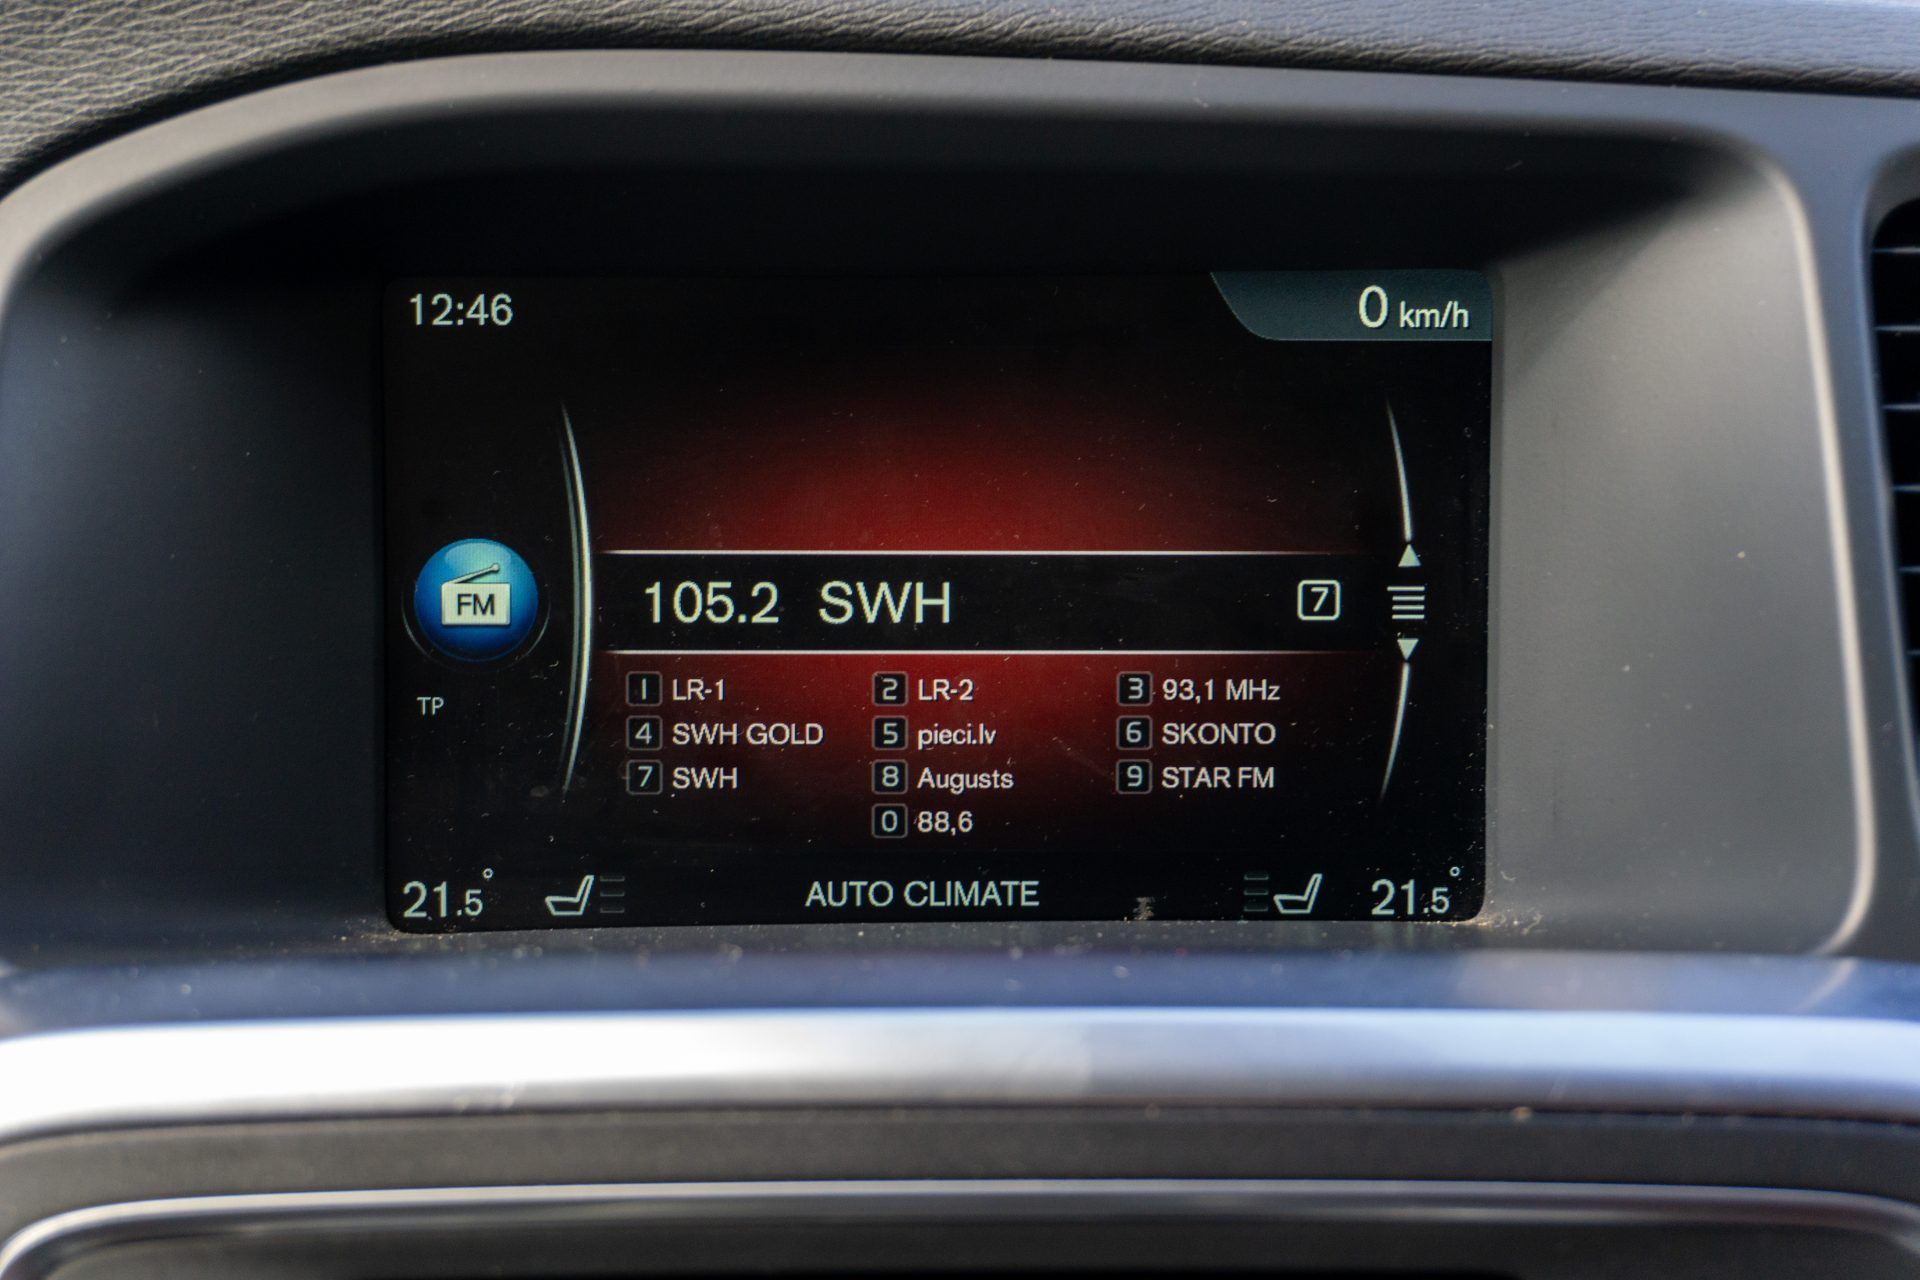 12:46
0 km/h
FM
105.2 SWH 7
TP
1 LR-1 2 LR-2 3 93,1 MHz
4 SWH GOLD 5 pieci.lv 6 SKONTO
7 SWH 8 Augusts 9 STAR FM
0 88,6
21.5° AUTO CLIMATE 21.5°